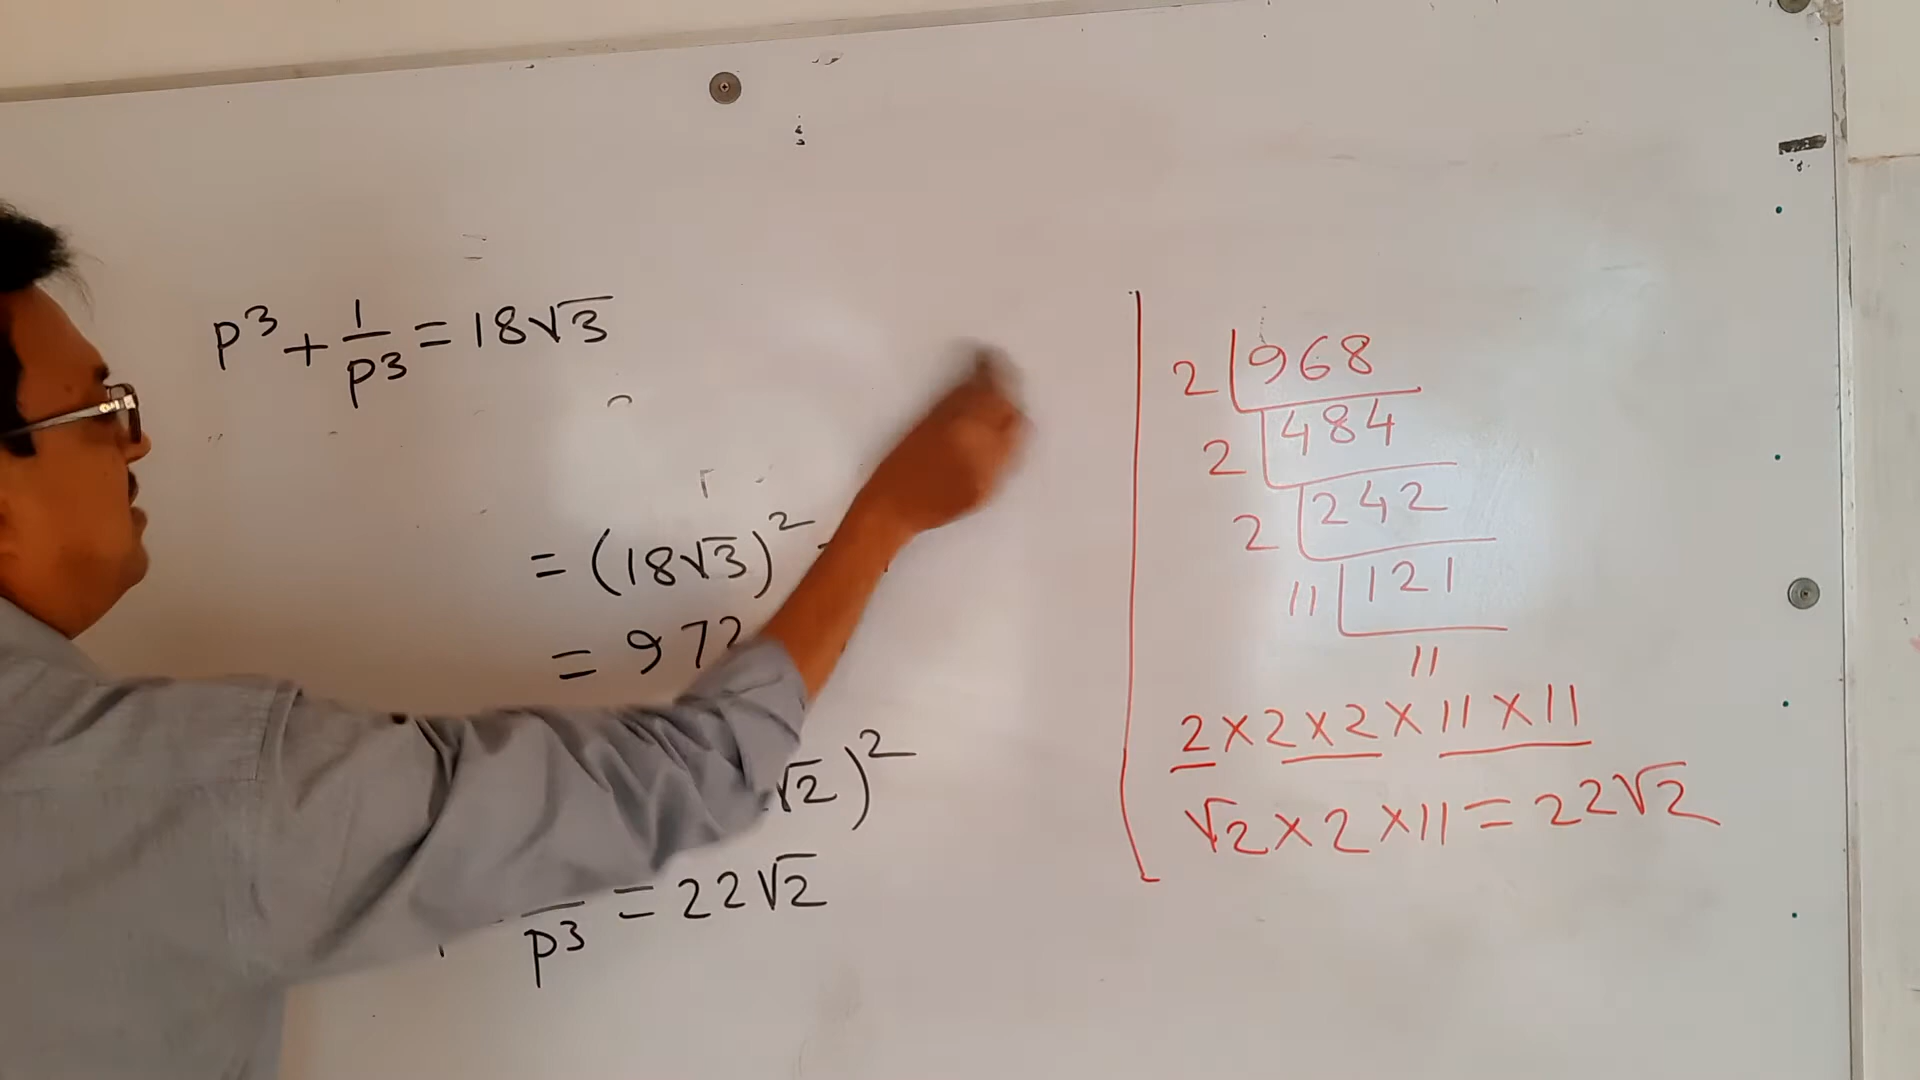 p³ + 1/p³ = 18√3
= (18√3)²
= 972
√2)²
p³ = 22√2
2 | 968
2 | 484
2 | 242
11 | 121
11
2 × 2 × 2 × 11 × 11
√2 × 2 × 11 = 22√2